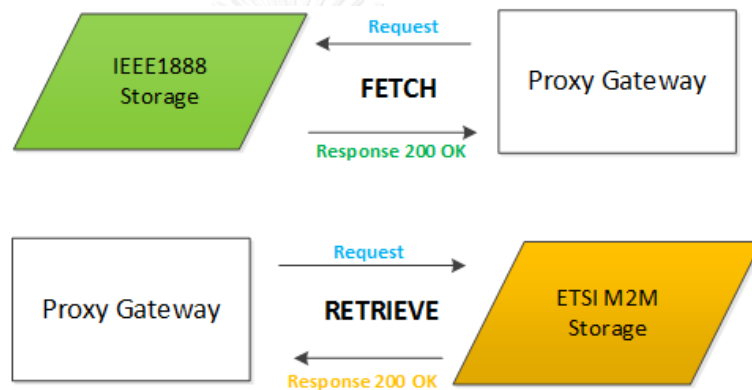 Request
IEEE1888
Storage
FETCH
Proxy Gateway
Response 200 OK
Request
Proxy Gateway
RETRIEVE
ETSI M2M
Storage
Response 200 OK